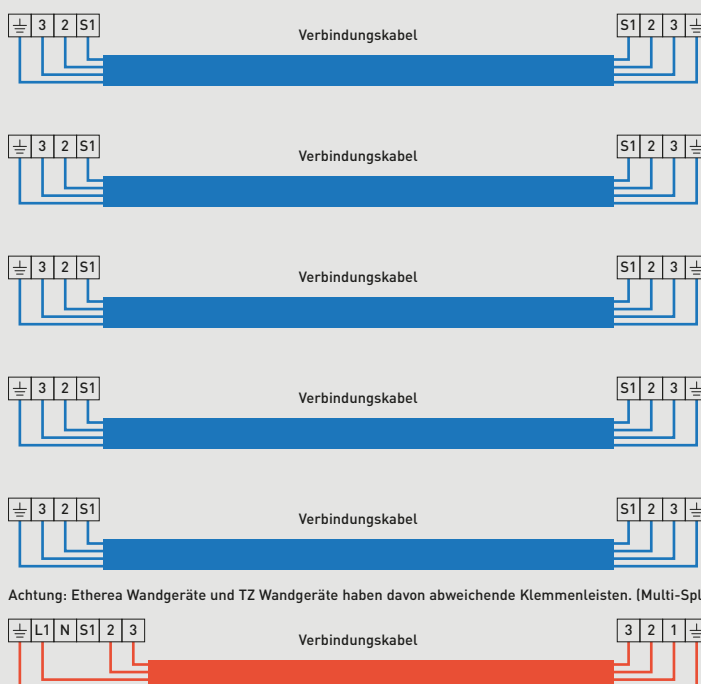 3 2 S1 Verbindungskabel S1 2 3
3 2 S1 Verbindungskabel S1 2 3
3 2 S1 Verbindungskabel S1 2 3
3 2 S1 Verbindungskabel S1 2 3
3 2 S1 Verbindungskabel S1 2 3
Achtung: Etherea Wandgeräte und TZ Wandgeräte haben davon abweichende Klemmenleisten. (Multi-Spl
L1 N S1 2 3 Verbindungskabel 3 2 1